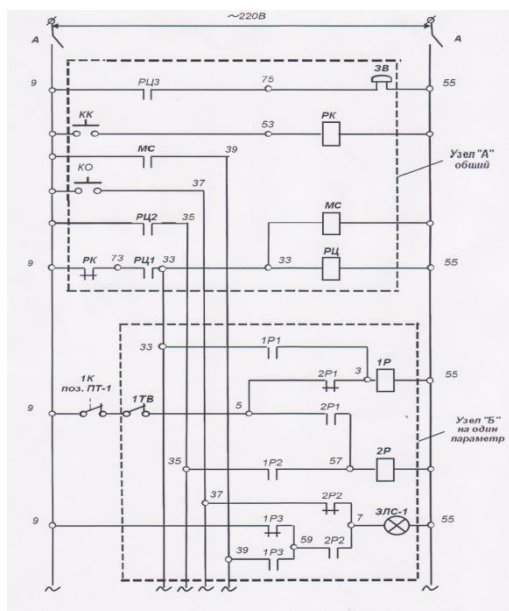 ~220В
А
А
9
РЦ3
75
ЗВ
55
КК
53
РК
МС
39
Узел "А"
обший
КО
37
МС
РЦ2
35
РЦ
9
РК
73
РЦ1
33
33
55
33
1Р1
1Р
2Р1
3
55
1К
поз. ПТ-1
1ТВ
9
5
2Р1
Узел "Б"
на один
параметр
35
1Р2
57
2Р
37
2Р2
ЗЛС-1
9
1Р3
7
55
59
39
1Р3
2Р2